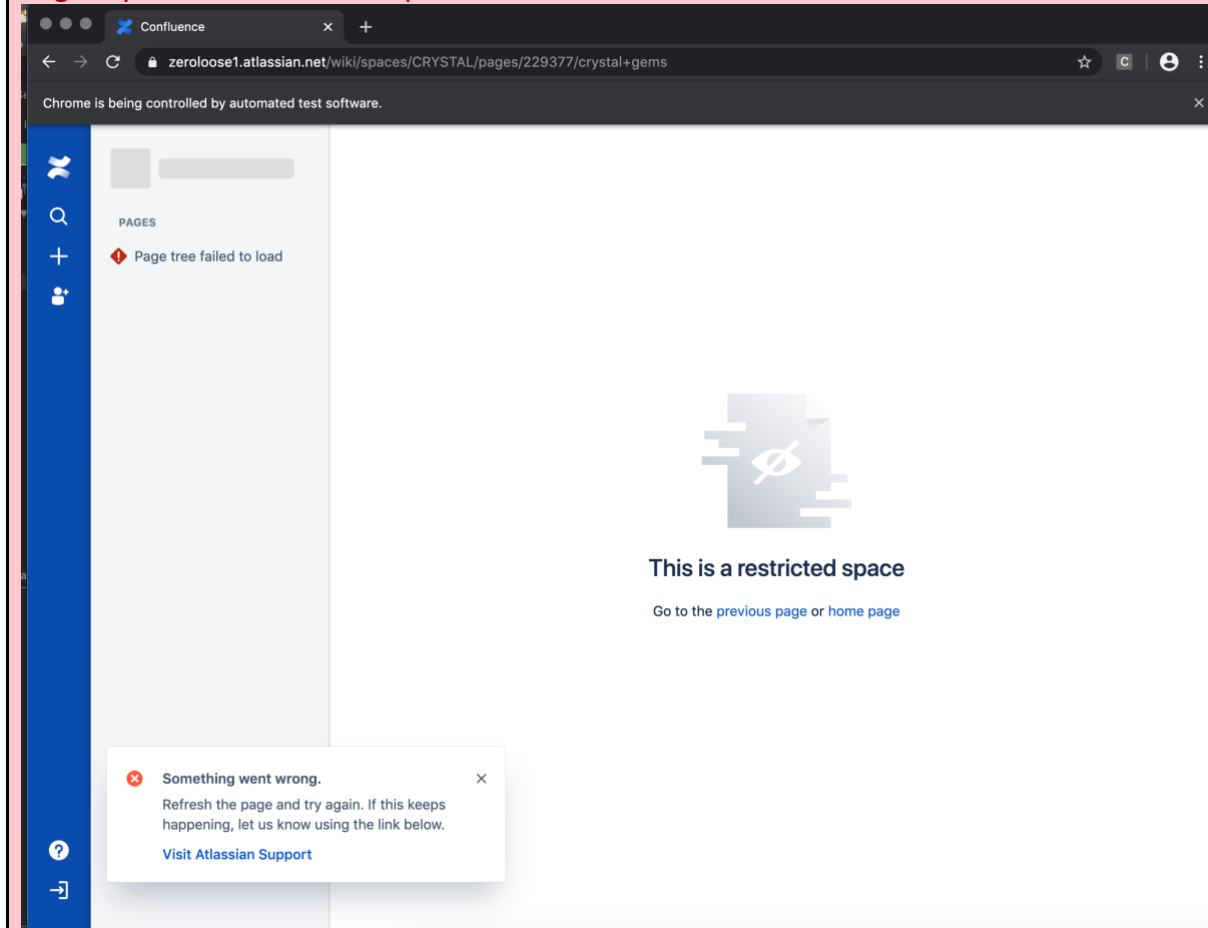 Confluence
zeroloose1.atlassian.net/wiki/spaces/CRYSTAL/pages/229377/crystal+gems
C
Chrome is being controlled by automated test software.
PAGES
Page tree failed to load
This is a restricted space
Go to the previous page or home page
Something went wrong.
Refresh the page and try again. If this keeps
happening, let us know using the link below.
Visit Atlassian Support